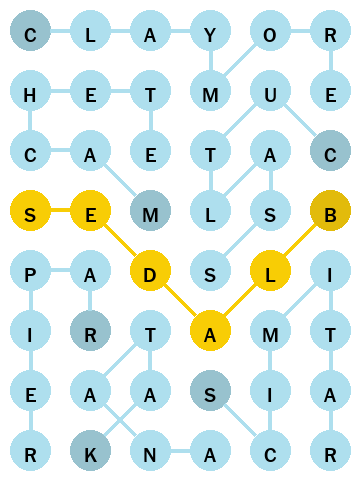 C L A Y O R
H E T M U E
C A E T A C
S E M L S B
P A D S L I
I R T A M T
E A A S I A
R K N A C R